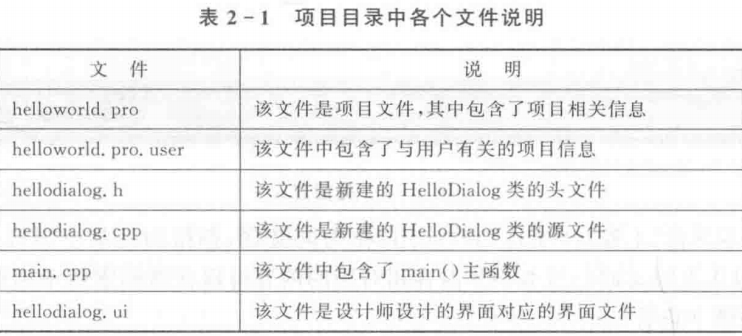 表 2-1 项目目录中各个文件说明
文 件 说 明
helloworld.pro 该文件是项目文件,其中包含了项目相关信息
helloworld.pro.user 该文件中包含了与用户有关的项目信息
hellodialog.h 该文件是新建的 HelloDialog 类的头文件
hellodialog.cpp 该文件是新建的 HelloDialog 类的源文件
main.cpp 该文件中包含了 main()主函数
hellodialog.ui 该文件是设计师设计的界面对应的界面文件